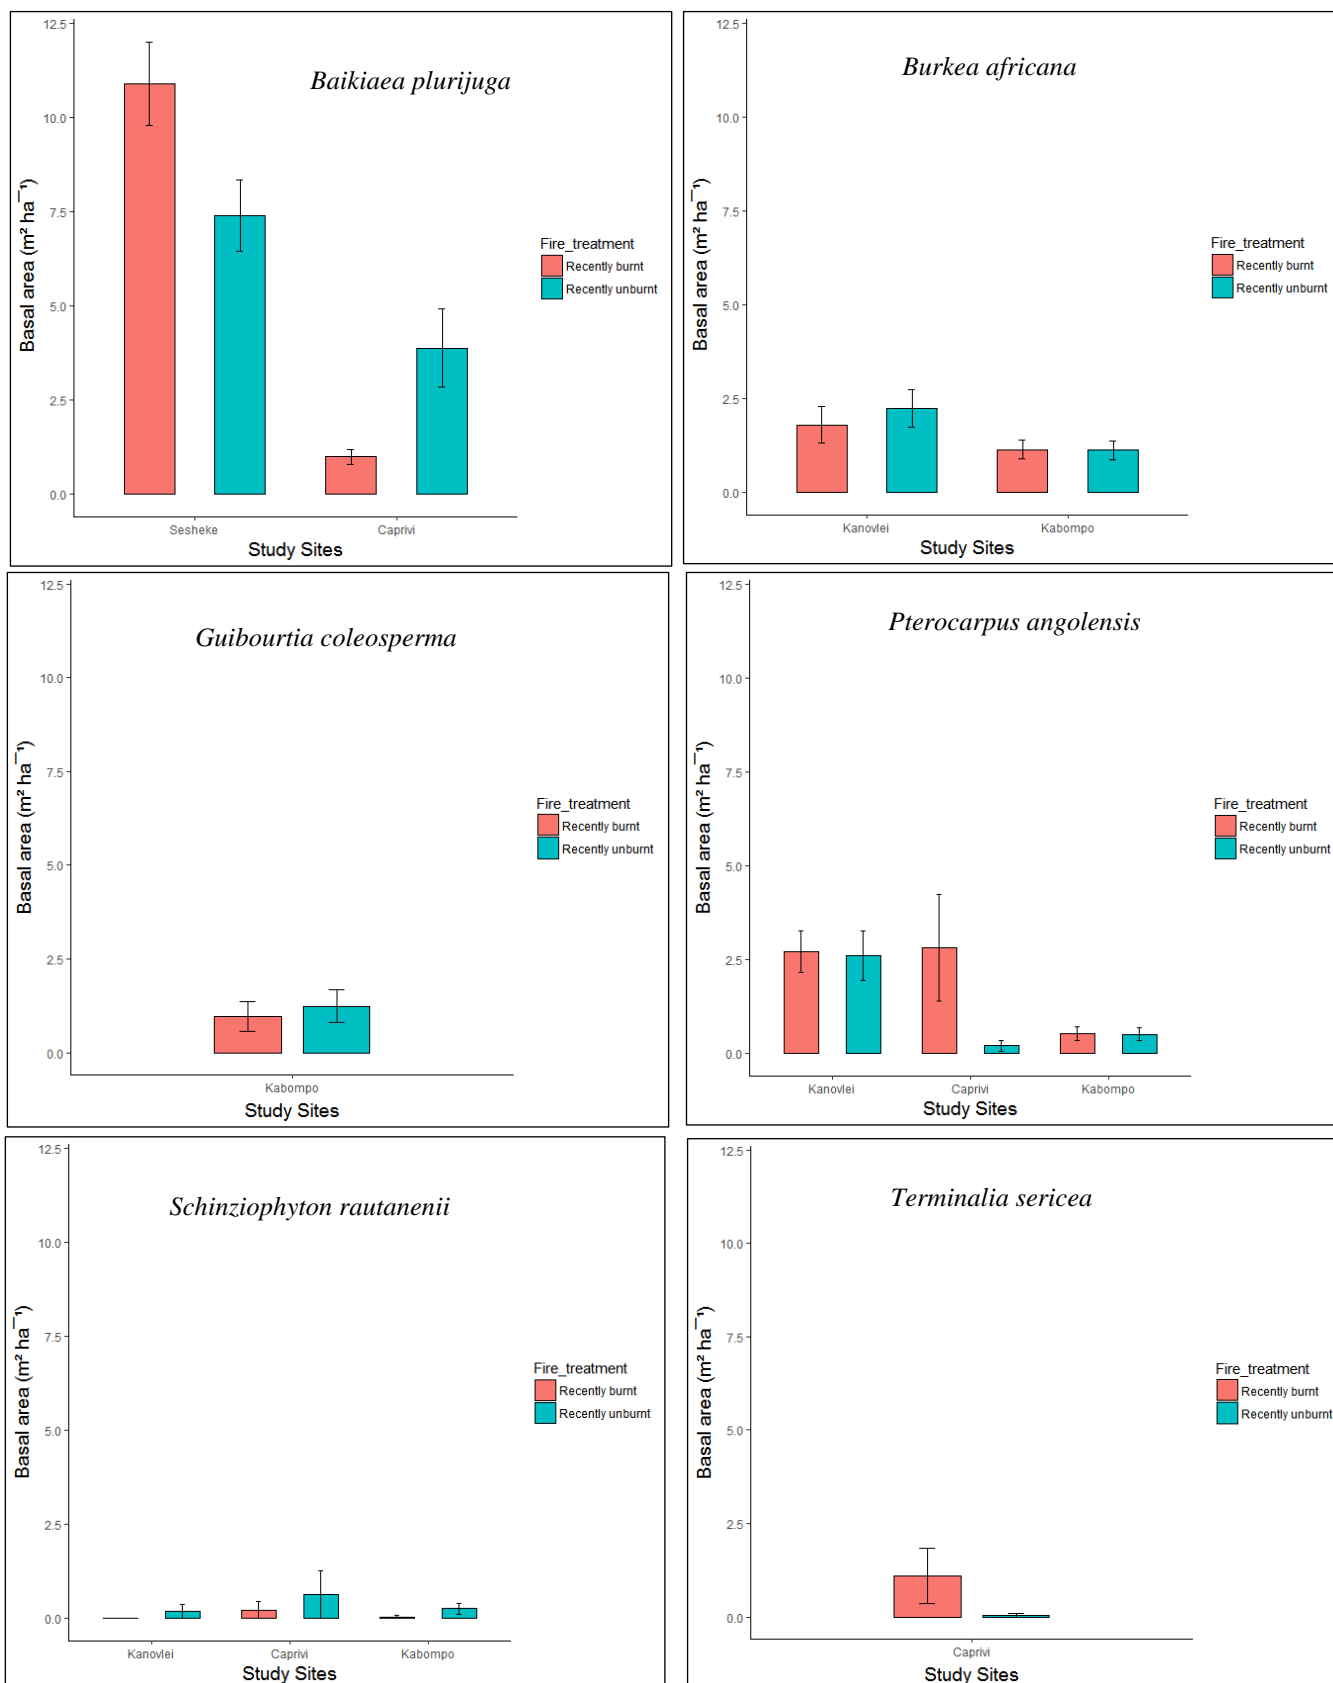 Baikiaea plurijuga
Basal area (m² ha⁻¹)
12.5
10.0
7.5
5.0
2.5
0.0
Sesheke
Caprivi
Study Sites
Fire_treatment
Recently burnt
Recently unburnt
Burkea africana
Basal area (m² ha⁻¹)
12.5
10.0
7.5
5.0
2.5
0.0
Kanovlei
Kabompo
Study Sites
Fire_treatment
Recently burnt
Recently unburnt
Guibourtia coleosperma
Basal area (m² ha⁻¹)
12.5
10.0
7.5
5.0
2.5
0.0
Kabompo
Study Sites
Fire_treatment
Recently burnt
Recently unburnt
Pterocarpus angolensis
Basal area (m² ha⁻¹)
12.5
10.0
7.5
5.0
2.5
0.0
Kanovlei
Caprivi
Kabompo
Study Sites
Fire_treatment
Recently burnt
Recently unburnt
Schinziophyton rautanenii
Basal area (m² ha⁻¹)
12.5
10.0
7.5
5.0
2.5
0.0
Kanovlei
Caprivi
Kabompo
Study Sites
Fire_treatment
Recently burnt
Recently unburnt
Terminalia sericea
Basal area (m² ha⁻¹)
12.5
10.0
7.5
5.0
2.5
0.0
Caprivi
Study Sites
Fire_treatment
Recently burnt
Recently unburnt